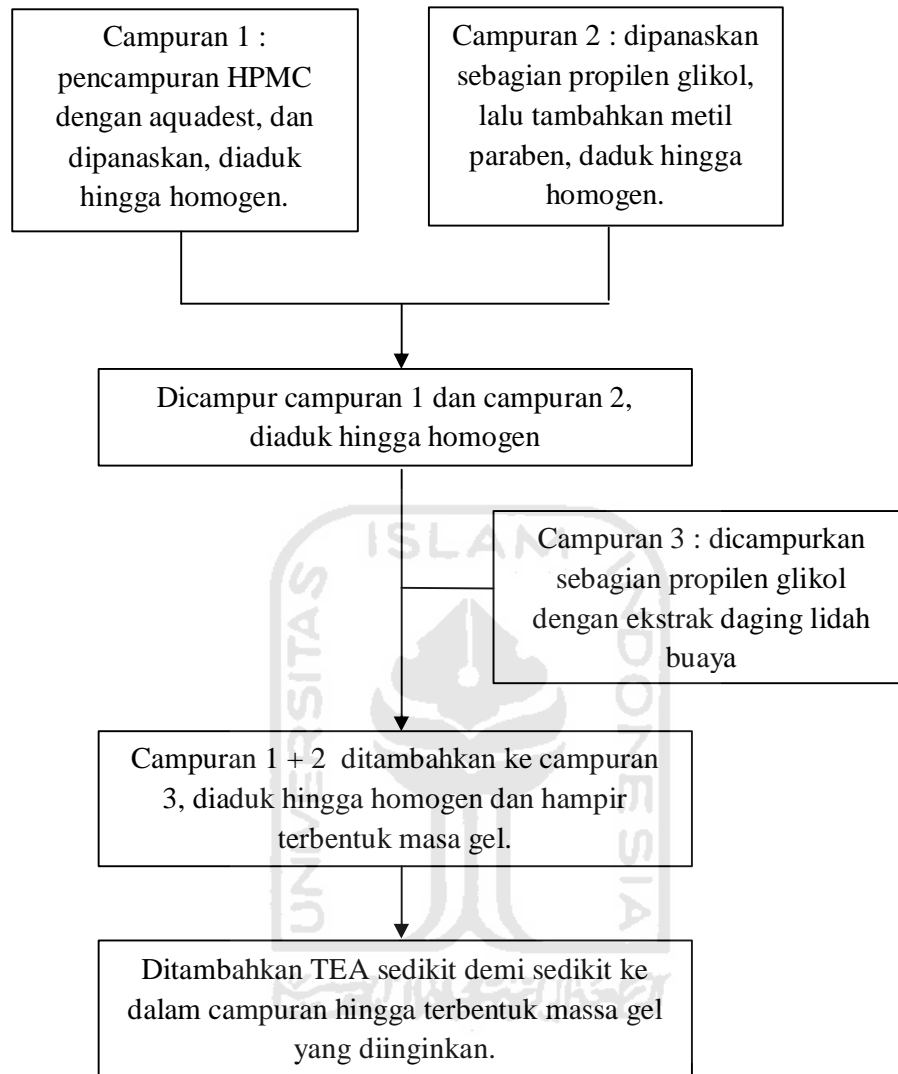 Campuran 1 :
pencampuran HPMC
dengan aquadest, dan
dipanaskan, diaduk
hingga homogen.
Campuran 2 : dipanaskan
sebagian propilen glikol,
lalu tambahkan metil
paraben, daduk hingga
homogen.
Dicampur campuran 1 dan campuran 2,
diaduk hingga homogen
Campuran 3 : dicampurkan
sebagian propilen glikol
dengan ekstrak daging lidah
buaya
Campuran 1 + 2 ditambahkan ke campuran
3, diaduk hingga homogen dan hampir
terbentuk masa gel.
Ditambahkan TEA sedikit demi sedikit ke
dalam campuran hingga terbentuk massa gel
yang diinginkan.
UNIVERSITAS
ISLAM
INDONESIA